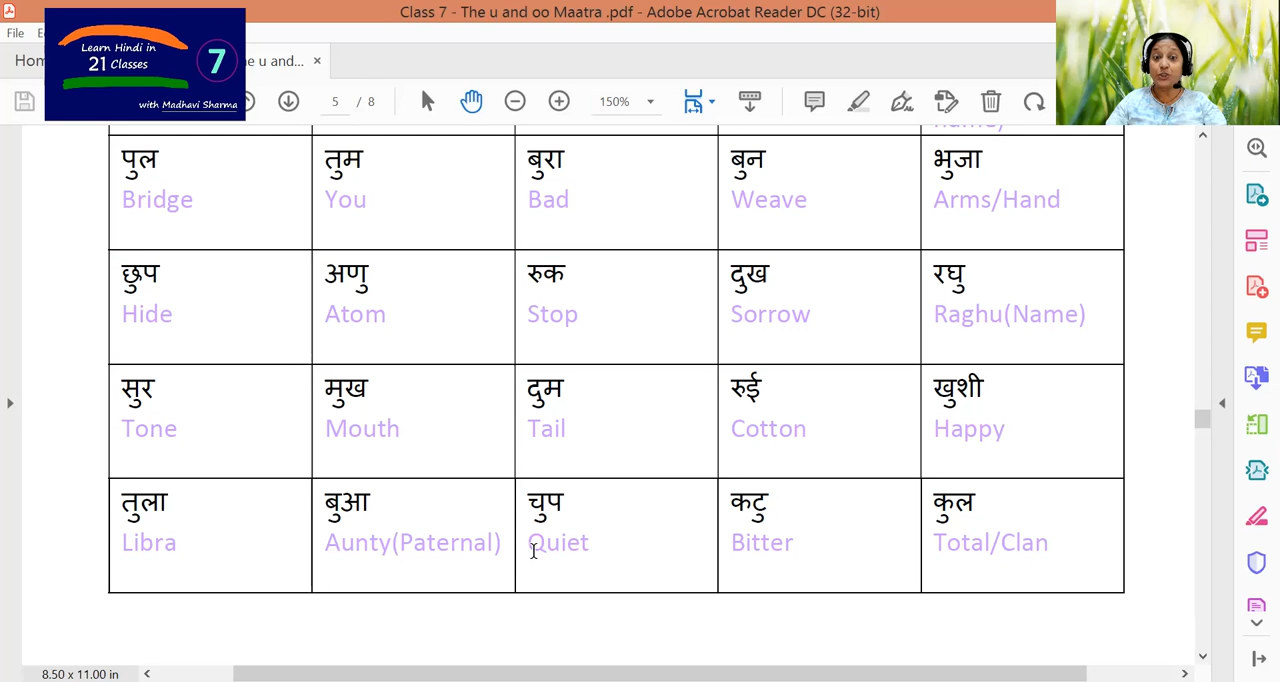 Class 7 - The u and oo Maatra .pdf - Adobe Acrobat Reader DC (32-bit)
File
Learn Hindi in
21 Classes
7
with Madhavi Sharma
he u and... ×
5 / 8
150%
पुल तुम बुरा बुन भुजा
Bridge You Bad Weave Arms/Hand
छुप अणु रुक दुख रघु
Hide Atom Stop Sorrow Raghu(Name)
सुर मुख दुम रुई खुशी
Tone Mouth Tail Cotton Happy
तुला बुआ चुप कटु कुल
Libra Aunty(Paternal) Quiet Bitter Total/Clan
8.50 x 11.00 in